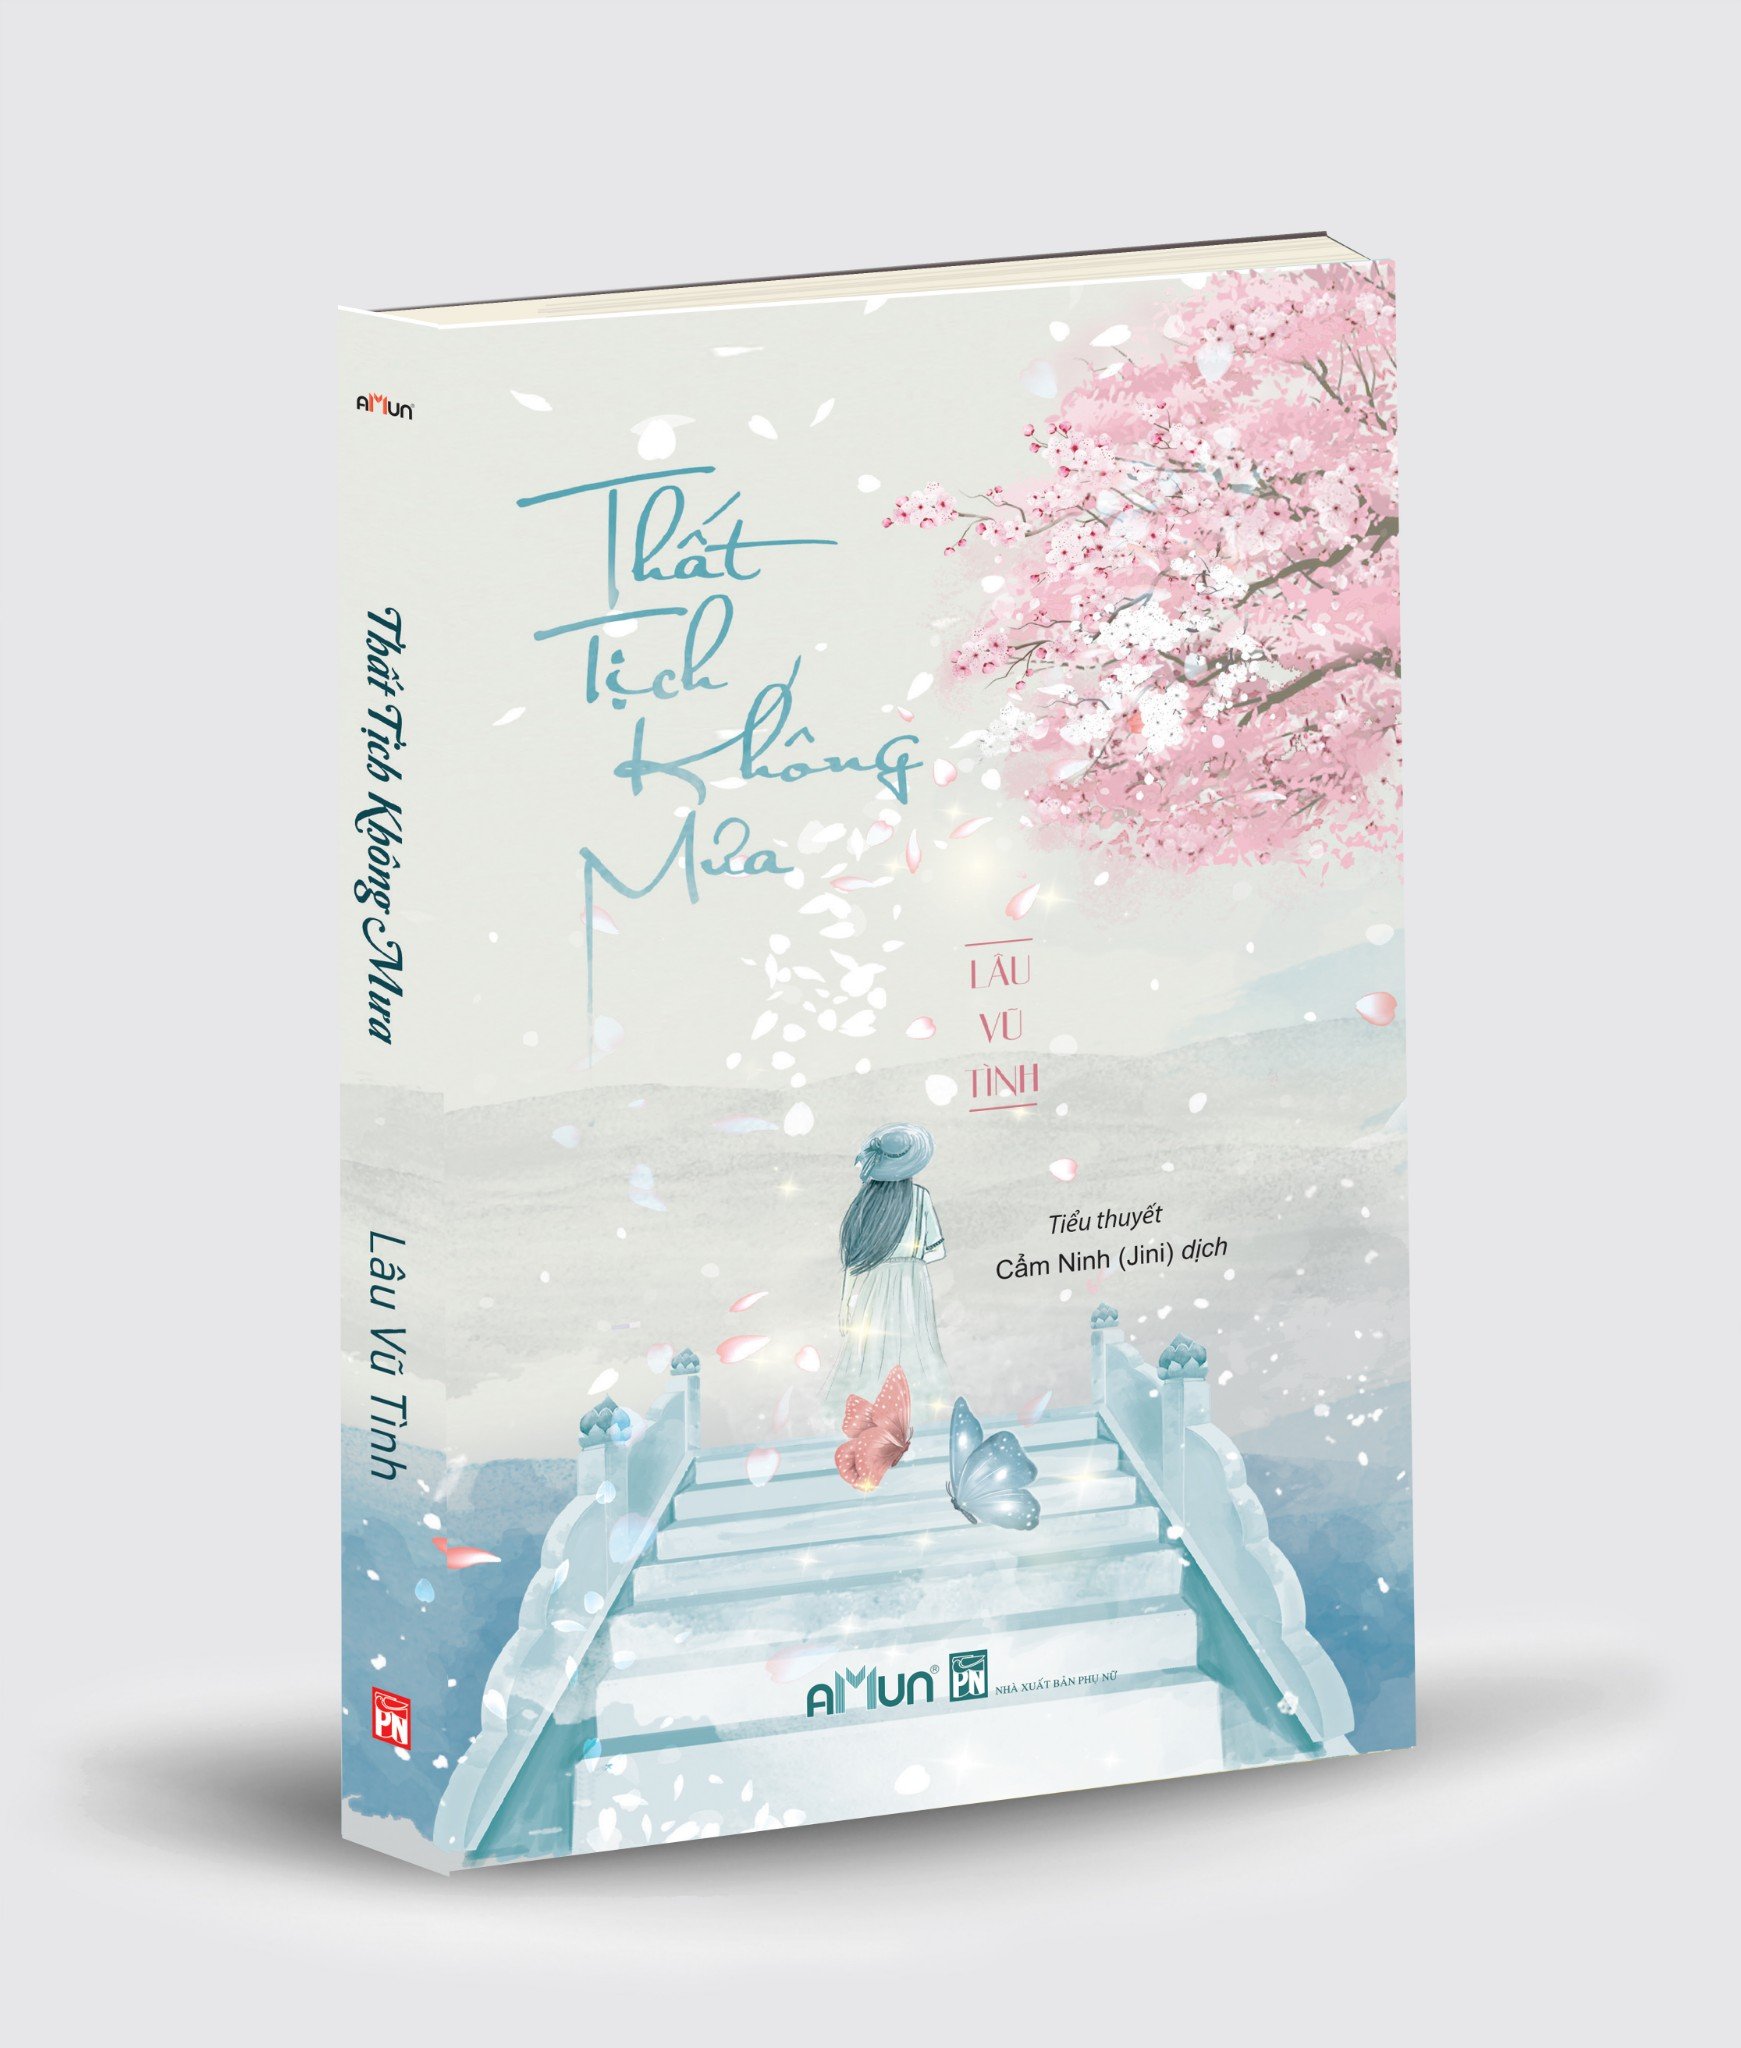 AMUN
Thất Tịch Không Mưa
Lâu Vũ Tình
PN
Thất
Tịch
Không
Mưa
LÂU
VŨ
TÌNH
Tiểu thuyết
Cẩm Ninh (Jini) dịch
AMUN® PN NHÀ XUẤT BẢN PHỤ NỮ